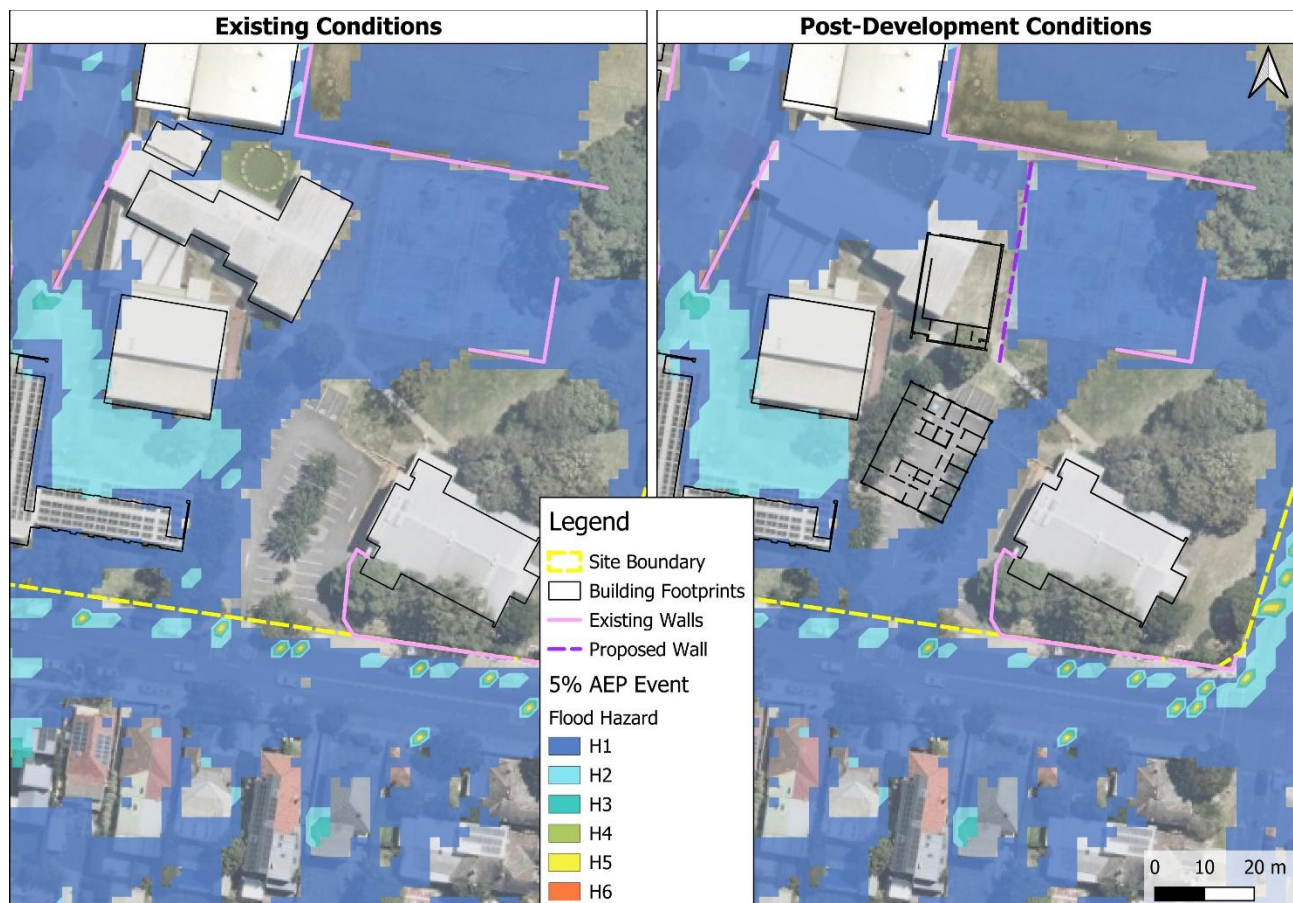 Existing Conditions
Post-Development Conditions
Legend
Site Boundary
Building Footprints
Existing Walls
Proposed Wall
5% AEP Event
Flood Hazard
H1
H2
H3
H4
H5
H6
0 10 20 m